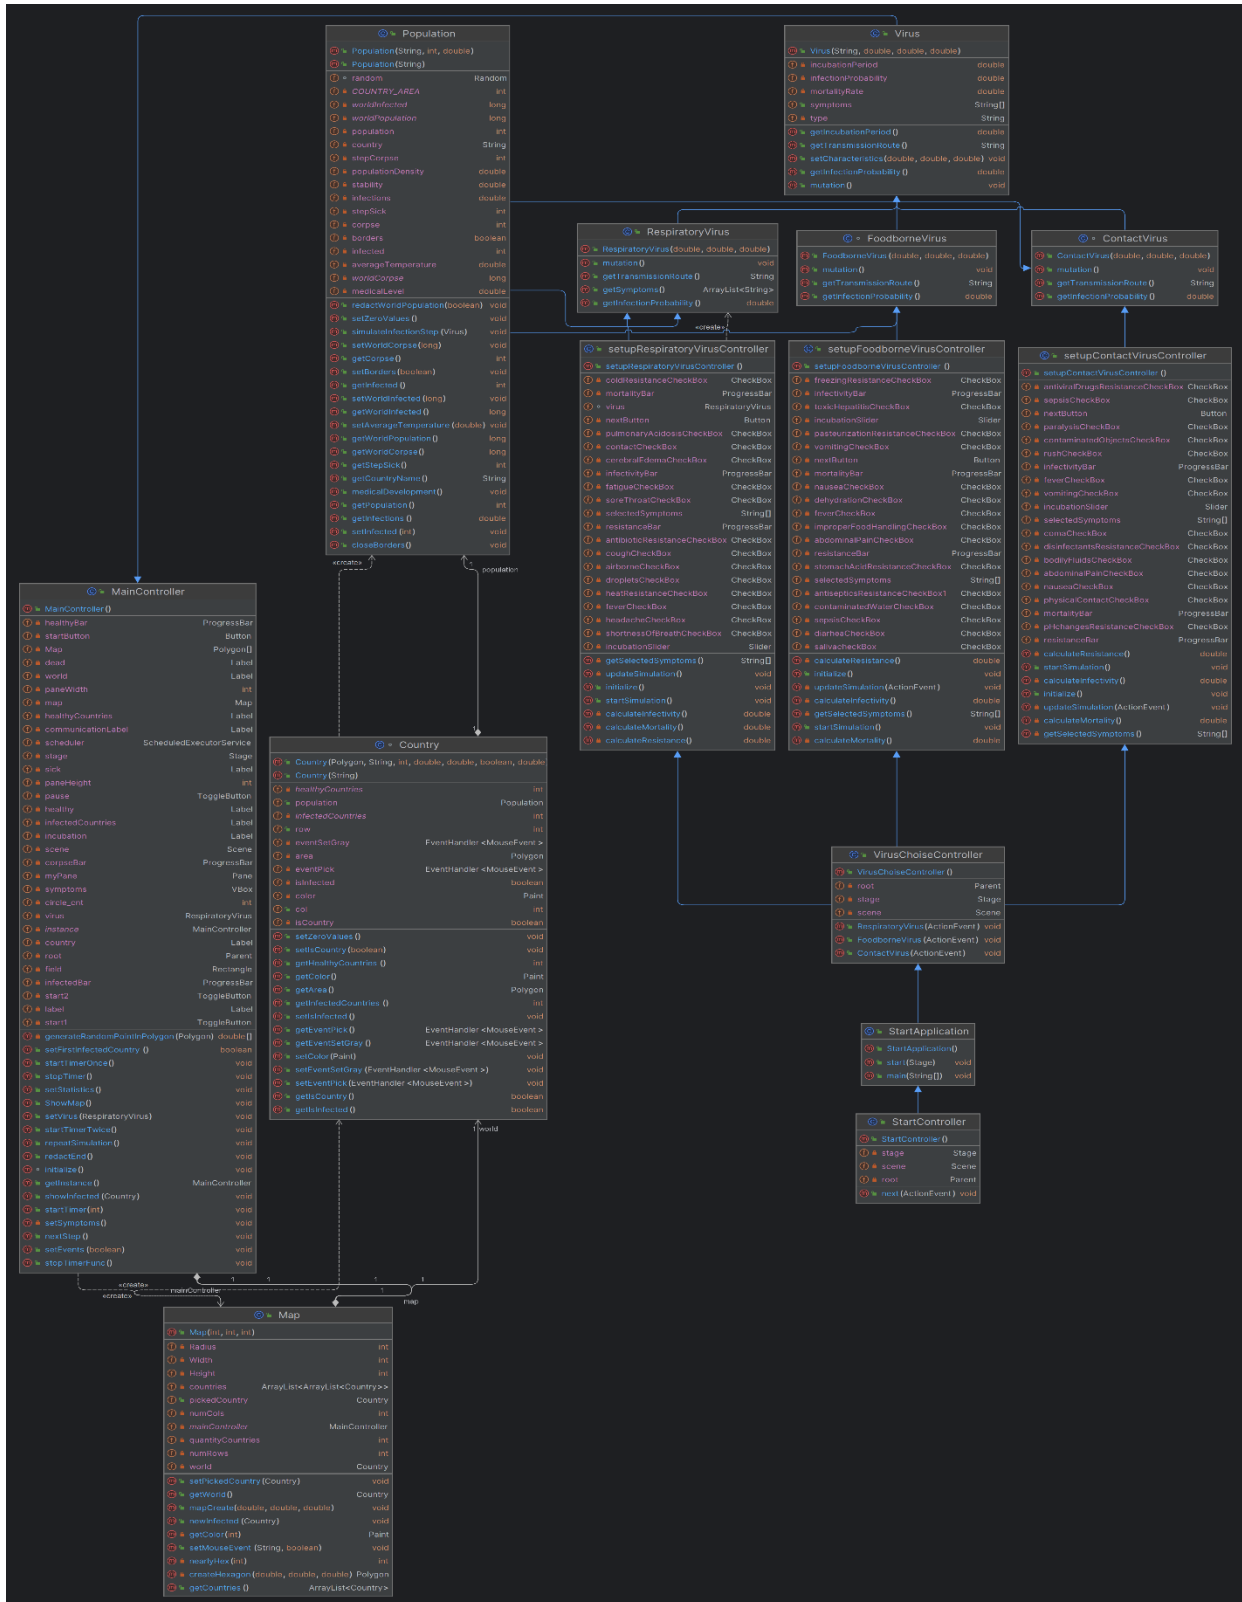 Population
Population(String, int, double)
Population(String)
random Random
COUNTRY_AREA int
worldInfected long
worldPopulation long
population int
country String
stepCorpse int
populationDensity double
stability double
infections double
stepSick int
corpse int
borders boolean
infected int
averageTemperature double
worldCorpse long
medicalLevel double
redactWorldPopulation(boolean) void
setZeroValues() void
simulateInfectionStep(Virus) void
setWorldCorpse(long) void
getCorpse() int
setBorders(boolean) void
getInfected() int
setWorldInfected(long) void
getWorldInfected() long
setAverageTemperature(double) void
getWorldPopulation() long
getWorldCorpse() long
getStepSick() int
getCountryName() String
medicalDevelopment() void
getPopulation() int
getInfections() double
setInfected(int) void
closeBorders() void
Virus
Virus(String, double, double, double)
incubationPeriod double
infectionProbability double
mortalityRate double
symptoms String[]
type String
getIncubationPeriod() double
getTransmissionRoute() String
setCharacteristics(double, double, double) void
getInfectionProbability() double
mutation() void
RespiratoryVirus
RespiratoryVirus(double, double, double)
mutation() void
getTransmissionRoute() String
getSymptoms() ArrayList<String>
getInfectionProbability() double
FoodborneVirus
FoodborneVirus(double, double, double)
mutation() void
getTransmissionRoute() String
getInfectionProbability() double
ContactVirus
ContactVirus(double, double, double)
mutation() void
getTransmissionRoute() String
getInfectionProbability() double
«create»
setupRespiratoryVirusController
setupRespiratoryVirusController()
coldResistanceCheckBox CheckBox
mortalityBar ProgressBar
virus RespiratoryVirus
nextButton Button
pulmonaryAcidosisCheckBox CheckBox
contactCheckBox CheckBox
cerebralEdemaCheckBox CheckBox
infectivityBar ProgressBar
fatigueCheckBox CheckBox
soreThroatCheckBox CheckBox
selectedSymptoms String[]
resistanceBar ProgressBar
antibioticResistanceCheckBox CheckBox
coughCheckBox CheckBox
airborneCheckBox CheckBox
dropletsCheckBox CheckBox
heatResistanceCheckBox CheckBox
feverCheckBox CheckBox
headacheCheckBox CheckBox
shortnessOfBreathCheckBox CheckBox
incubationSlider Slider
getSelectedSymptoms() String[]
updateSimulation() void
initialize() void
startSimulation() void
calculateInfectivity() double
calculateMortality() double
calculateResistance() double
setupFoodborneVirusController
setupFoodborneVirusController()
freezingResistanceCheckBox CheckBox
infectivityBar ProgressBar
toxicHepatitisCheckBox CheckBox
incubationSlider Slider
pasteurizationResistanceCheckBox CheckBox
vomitingCheckBox CheckBox
nextButton Button
mortalityBar ProgressBar
nauseaCheckBox CheckBox
dehydrationCheckBox CheckBox
feverCheckBox CheckBox
improperFoodHandlingCheckBox CheckBox
abdominalPainCheckBox CheckBox
resistanceBar ProgressBar
stomachAcidResistanceCheckBox CheckBox
selectedSymptoms String[]
antisepticsResistanceCheckBox1 CheckBox
contaminatedWaterCheckBox CheckBox
sepsisCheckBox CheckBox
diarheaCheckBox CheckBox
salivacheckBox CheckBox
calculateResistance() double
initialize() void
updateSimulation(ActionEvent) void
calculateInfectivity() double
getSelectedSymptoms() String[]
startSimulation() void
calculateMortality() double
setupContactVirusController
setupContactVirusController()
antiviralDrugsResistanceCheckBox CheckBox
sepsisCheckBox CheckBox
nextButton Button
paralysisCheckBox CheckBox
contaminatedObjectsCheckBox CheckBox
rushCheckBox CheckBox
infectivityBar ProgressBar
feverCheckBox CheckBox
vomitingCheckBox CheckBox
incubationSlider Slider
selectedSymptoms String[]
comaCheckBox CheckBox
disinfectantsResistanceCheckBox CheckBox
bodilyFluidsCheckBox CheckBox
abdominalPainCheckBox CheckBox
nauseaCheckBox CheckBox
physicalContactCheckBox CheckBox
mortalityBar ProgressBar
pHchangesResistanceCheckBox CheckBox
resistanceBar ProgressBar
calculateResistance() double
startSimulation() void
calculateInfectivity() double
initialize() void
updateSimulation(ActionEvent) void
calculateMortality() double
getSelectedSymptoms() String[]
«create»
1
population
MainController
MainController()
healthyBar ProgressBar
startButton Button
Map Polygon[]
dead Label
world Label
paneWidth int
map Map
healthyCountries Label
communicationLabel Label
scheduler ScheduledExecutorService
stage Stage
sick Label
paneHeight int
pause ToggleButton
healthy Label
infectedCountries Label
incubation Label
scene Scene
corpseBar ProgressBar
myPane Pane
symptoms VBox
circle_cnt int
virus RespiratoryVirus
instance MainController
country Label
root Parent
field Rectangle
infectedBar ProgressBar
start2 ToggleButton
label Label
start1 ToggleButton
generateRandomPointInPolygon(Polygon) double[]
setFirstInfectedCountry() boolean
startTimerOnce() void
stopTimer() void
setStatistics() void
ShowMap() void
setVirus(RespiratoryVirus) void
startTimerTwice() void
repeatSimulation() void
redactEnd() void
initialize() void
getInstance() MainController
showInfected(Country) void
startTimer(int) void
setSymptoms() void
nextStep() void
setEvents(boolean) void
stopTimerFunc() void
1
Country
Country(Polygon, String, int, double, double, boolean, double
Country(String)
healthyCountries int
population Population
infectedCountries int
row int
eventSetGray EventHandler<MouseEvent>
area Polygon
eventPick EventHandler<MouseEvent>
isInfected boolean
color Paint
col int
isCountry boolean
setZeroValues() void
setIsCountry(boolean) void
getHealthyCountries() int
getColor() Paint
getArea() Polygon
getInfectedCountries() int
setIsInfected() void
getEventPick() EventHandler<MouseEvent>
getEventSetGray() EventHandler<MouseEvent>
setColor(Paint) void
setEventSetGray(EventHandler<MouseEvent>) void
setEventPick(EventHandler<MouseEvent>) void
getIsCountry() boolean
getIsInfected() boolean
1 world
VirusChoiseController
VirusChoiseController()
root Parent
stage Stage
scene Scene
RespiratoryVirus(ActionEvent) void
FoodborneVirus(ActionEvent) void
ContactVirus(ActionEvent) void
StartApplication
StartApplication()
start(Stage) void
main(String[]) void
StartController
StartController()
stage Stage
scene Scene
root Parent
next(ActionEvent) void
1 1 1 1
«create» mainController 1
«create» map
Map
Map(int, int, int)
Radius int
Width int
Height int
countries ArrayList<ArrayList<Country>>
pickedCountry Country
numCols int
mainController MainController
quantityCountries int
numRows int
world Country
setPickedCountry(Country) void
getWorld() Country
mapCreate(double, double, double) void
newInfected(Country) void
getColor(int) Paint
setMouseEvent(String, boolean) void
nearlyHex(int) int
createHexagon(double, double, double) Polygon
getCountries() ArrayList<Country>